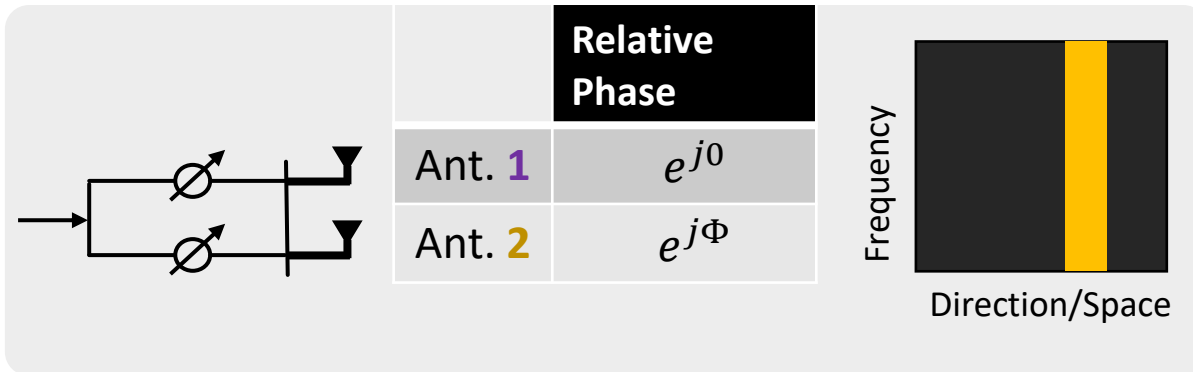 Relative
Phase
Ant. 1
e^{j0}
Ant. 2
e^{jΦ}
Frequency
Direction/Space